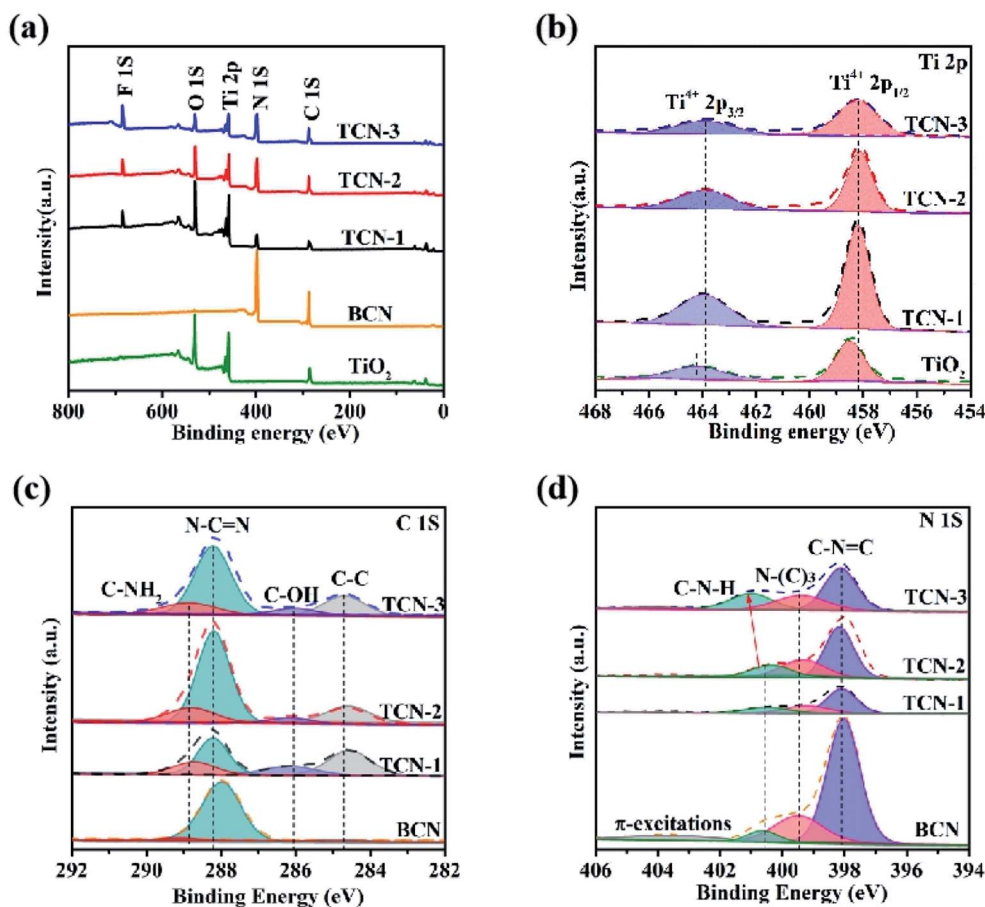 (a)
F 1S
O 1S
Ti 2p
N 1S
C 1S
TCN-3
TCN-2
TCN-1
BCN
TiO2
Intensity(a.u.)
800 600 400 200 0
Binding energy (eV)
(b)
Ti 2p
Ti4+ 2p3/2
Ti4+ 2p1/2
TCN-3
TCN-2
TCN-1
TiO2
Intensity(a.u.)
468 466 464 462 460 458 456 454
Binding energy (eV)
(c)
C 1S
N-C=N
C-NH2
C-OH
C-C
TCN-3
TCN-2
TCN-1
BCN
Intensity (a.u.)
292 290 288 286 284 282
Binding Energy (eV)
(d)
N 1S
C-N=C
N-(C)3
C-N-H
TCN-3
TCN-2
TCN-1
π-excitations
BCN
Intensity (a.u.)
406 404 402 400 398 396 394
Binding Energy (eV)